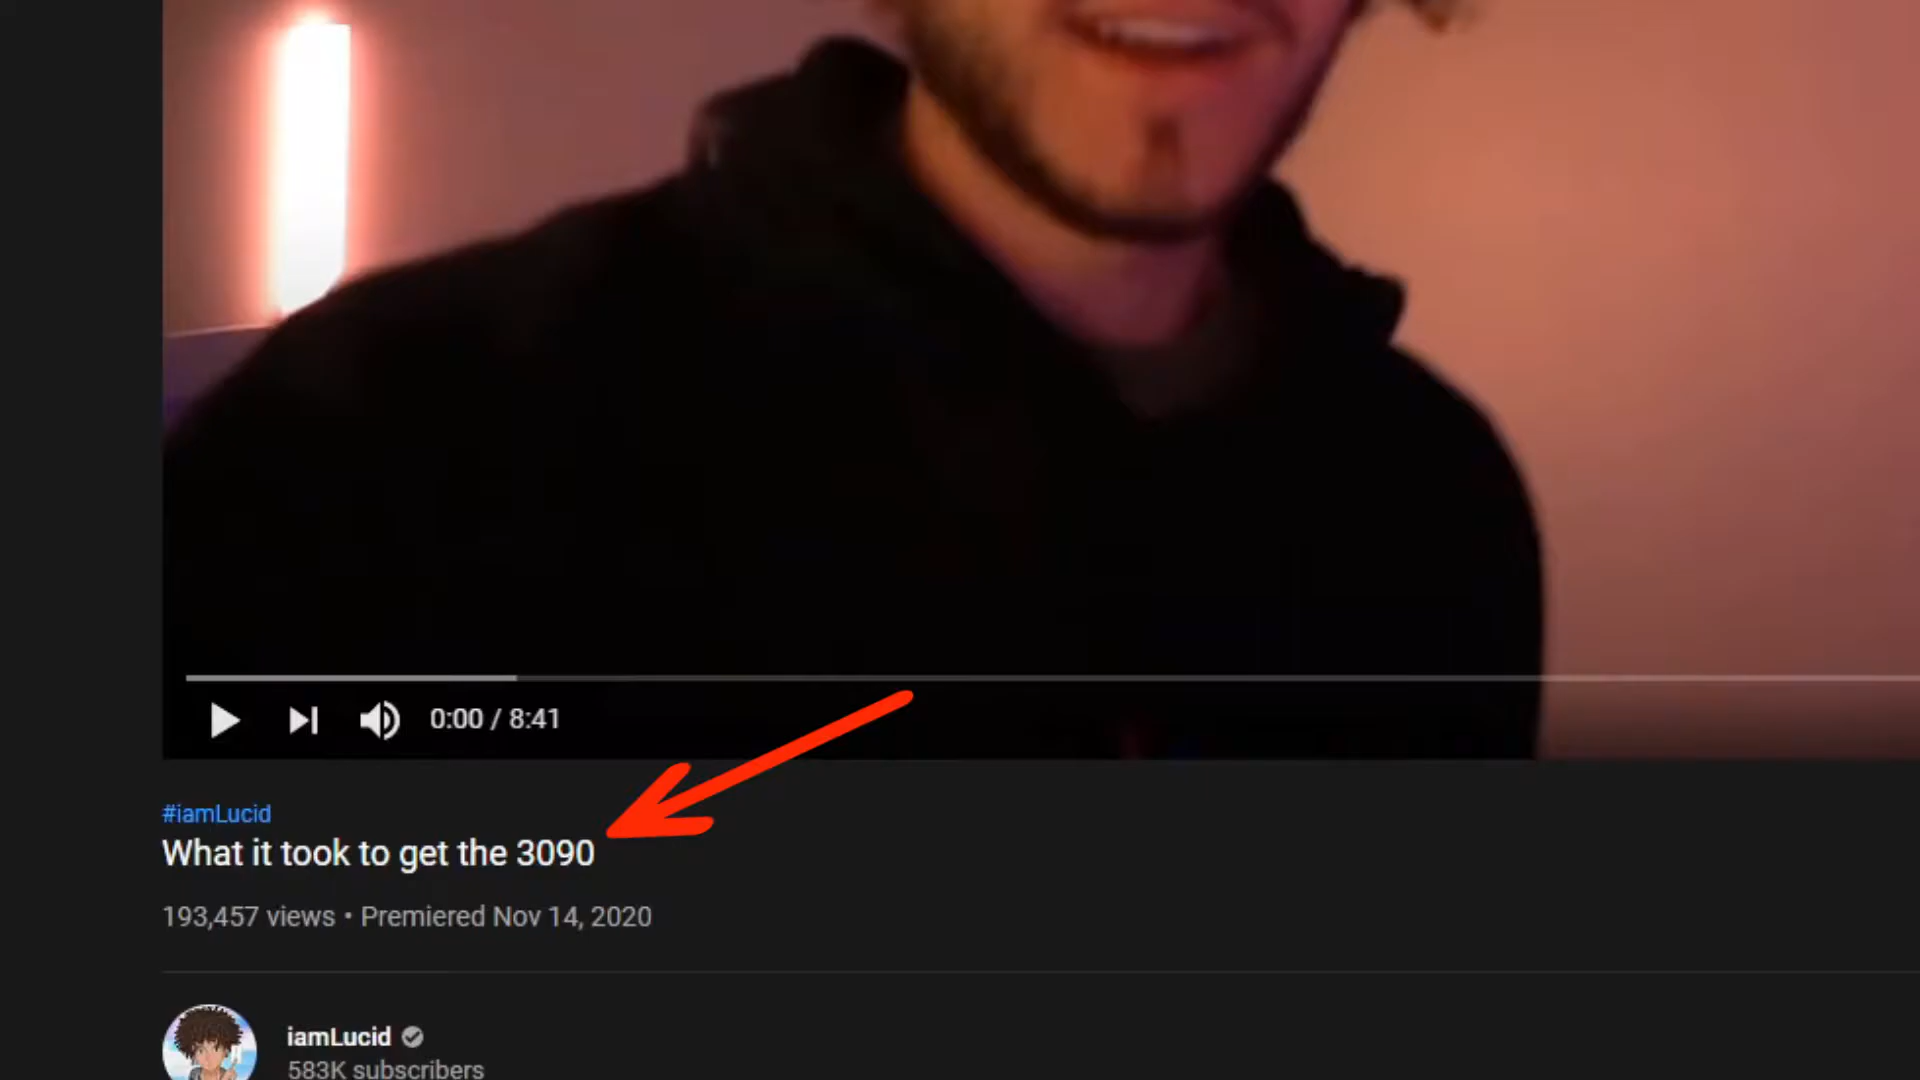 0:00 / 8:41
#iamLucid
What it took to get the 3090
193,457 views • Premiered Nov 14, 2020
iamLucid
583K subscribers